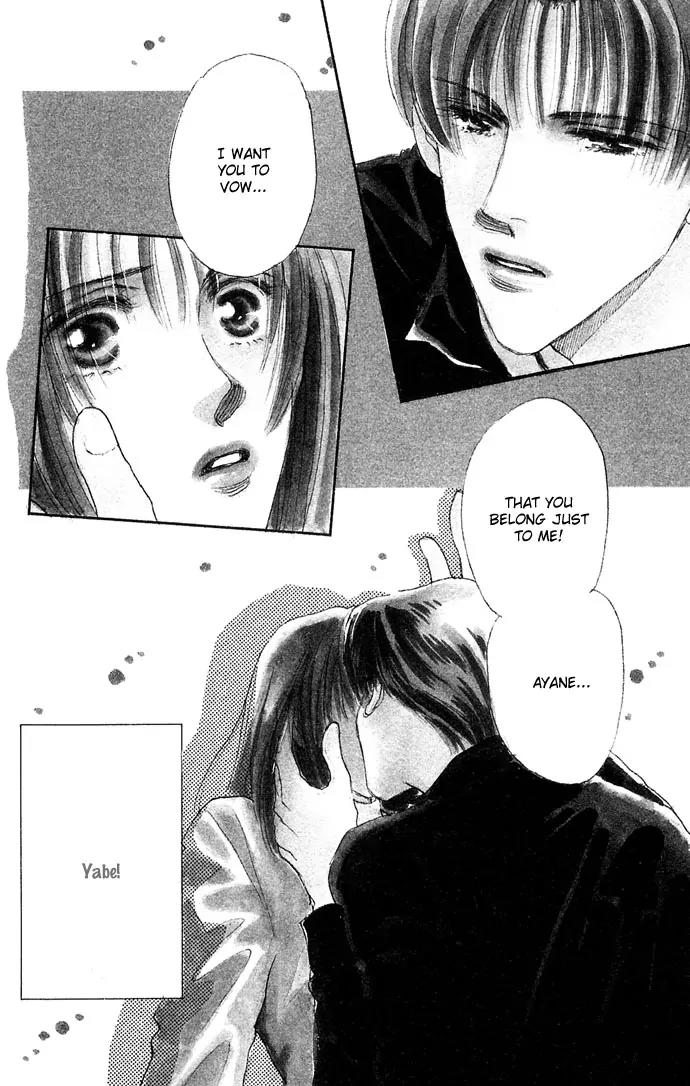 I WANT
YOU TO
VOW...
THAT YOU
BELONG JUST
TO ME!
AYANE...
Yabe!